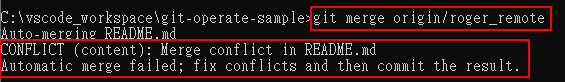 C:\vscode_workspace\git-operate-sample>git merge origin/roger_remote
Auto-merging README.md
CONFLICT (content): Merge conflict in README.md
Automatic merge failed; fix conflicts and then commit the result.